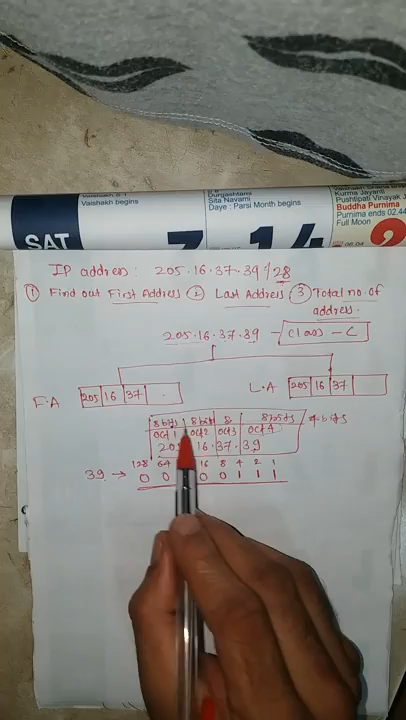 Vaishakh begins
Durgashtami
Sita Navami
Daye : Parsi Month begins
Kurma Jayanti
Pushtipati Vinayak J
Buddha Purnima
Purnima ends 02.44
Full Moon
SAT
IP address : 205.16.37.39/28
① Find out First Address ② Last Address ③ Total no. of
address.
205.16.37.39 - Class - C
F.A 205 16 37 .
L.A 205 16 37
8 bits 8 bits 8 8 bits 4 bits
Oct 1 Oct 2 Oct 3 Oct 4
16.37.39
128 64 16 8 4 2 1
39 → 0 0 0 0 1 1 1